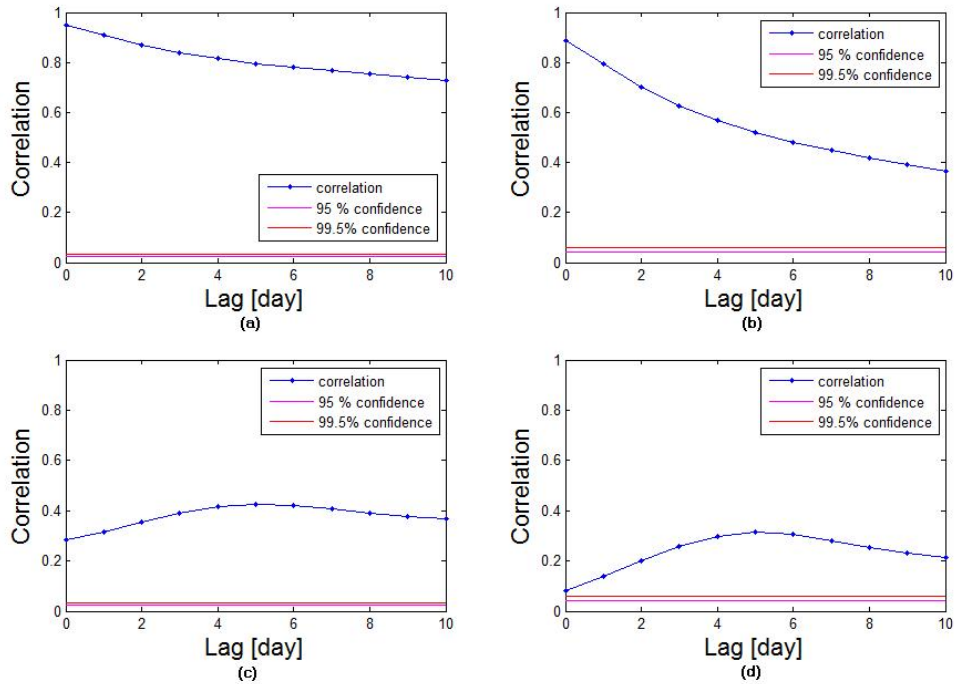 1
0.8
0.6
0.4
0.2
0
Correlation
correlation
95 % confidence
99.5% confidence
0 2 4 6 8 10
Lag [day]
(a)
1
0.8
0.6
0.4
0.2
0
Correlation
correlation
95 % confidence
99.5% confidence
0 2 4 6 8 10
Lag [day]
(b)
1
0.8
0.6
0.4
0.2
0
Correlation
correlation
95 % confidence
99.5% confidence
0 2 4 6 8 10
Lag [day]
(c)
1
0.8
0.6
0.4
0.2
0
Correlation
correlation
95 % confidence
99.5% confidence
0 2 4 6 8 10
Lag [day]
(d)